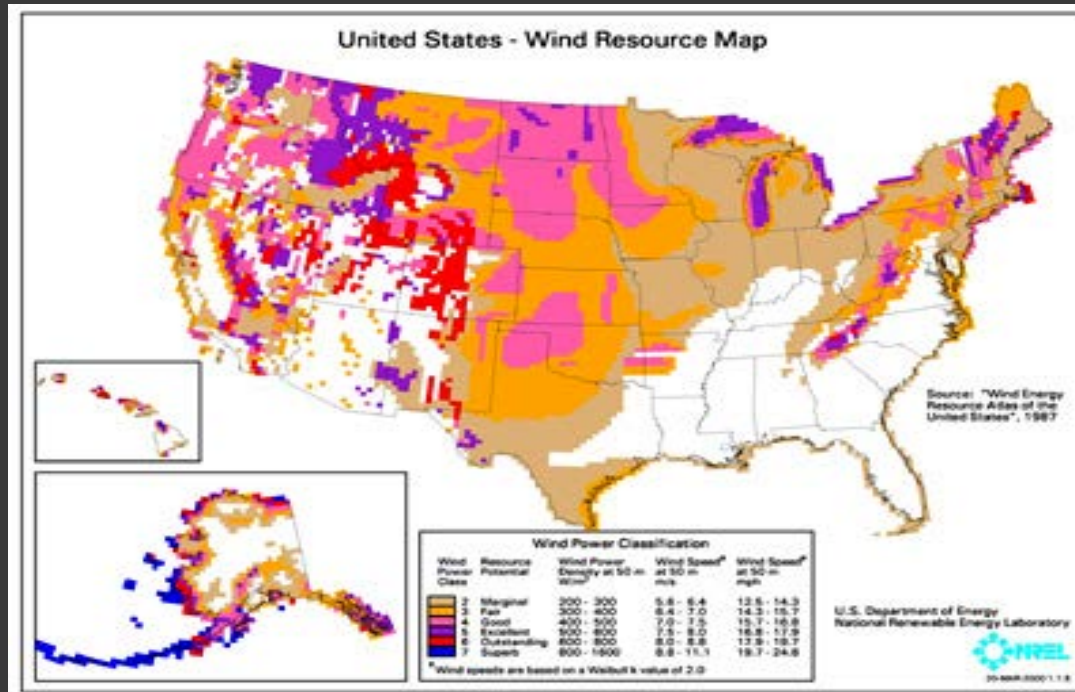 United States - Wind Resource Map
Source: "Wind Energy
Resource Atlas of the
United States", 1987
Wind Power Classification
Wind Power Class
Resource Potential
Wind Power Density at 50 m W/m²
Wind Speedª at 50 m m/s
Wind Speedª at 50 m mph
2 Marginal 200 - 300 5.6 - 6.4 12.5 - 14.3
3 Fair 300 - 400 6.4 - 7.0 14.3 - 15.7
4 Good 400 - 500 7.0 - 7.5 15.7 - 16.8
5 Excellent 500 - 600 7.5 - 8.0 16.8 - 17.9
6 Outstanding 600 - 800 8.0 - 8.8 17.9 - 19.7
7 Superb 800 - 1600 8.8 - 11.1 19.7 - 24.8
ª Wind speeds are based on a Weibull k value of 2.0
U.S. Department of Energy
National Renewable Energy Laboratory
NREL